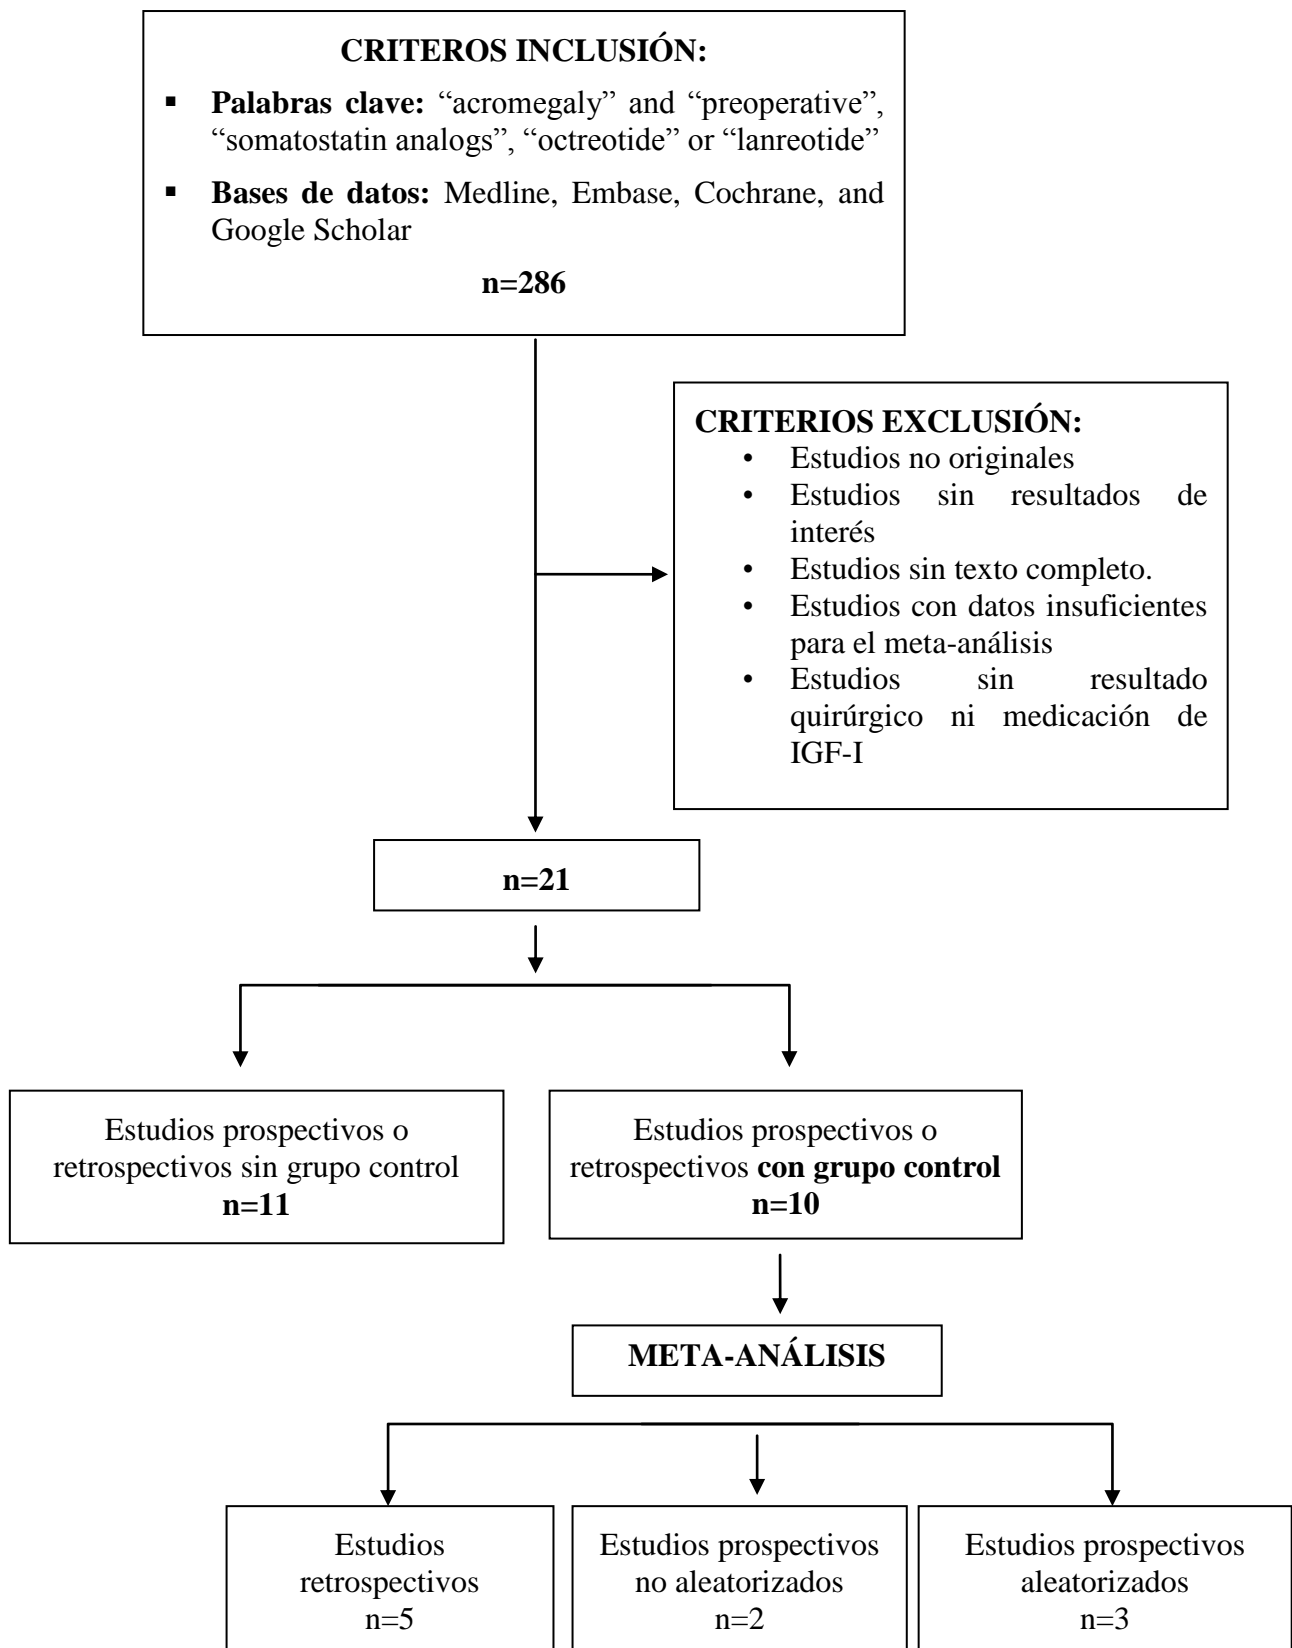 CRITEROS INCLUSIÓN:
▪ Palabras clave: “acromegaly” and “preoperative”,
“somatostatin analogs”, “octreotide” or “lanreotide”
▪ Bases de datos: Medline, Embase, Cochrane, and
Google Scholar
n=286
CRITERIOS EXCLUSIÓN:
• Estudios no originales
• Estudios sin resultados de
interés
• Estudios sin texto completo.
• Estudios con datos insuficientes
para el meta-análisis
• Estudios sin resultado
quirúrgico ni medicación de
IGF-I
n=21
Estudios prospectivos o
retrospectivos sin grupo control
n=11
Estudios prospectivos o
retrospectivos con grupo control
n=10
META-ANÁLISIS
Estudios
retrospectivos
n=5
Estudios prospectivos
no aleatorizados
n=2
Estudios prospectivos
aleatorizados
n=3